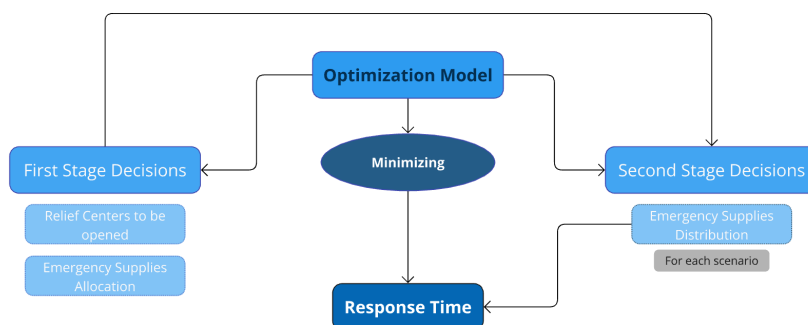 Optimization Model
Minimizing
First Stage Decisions
Second Stage Decisions
Relief Centers to be
opened
Emergency Supplies
Allocation
Emergency Supplies
Distribution
For each scenario
Response Time